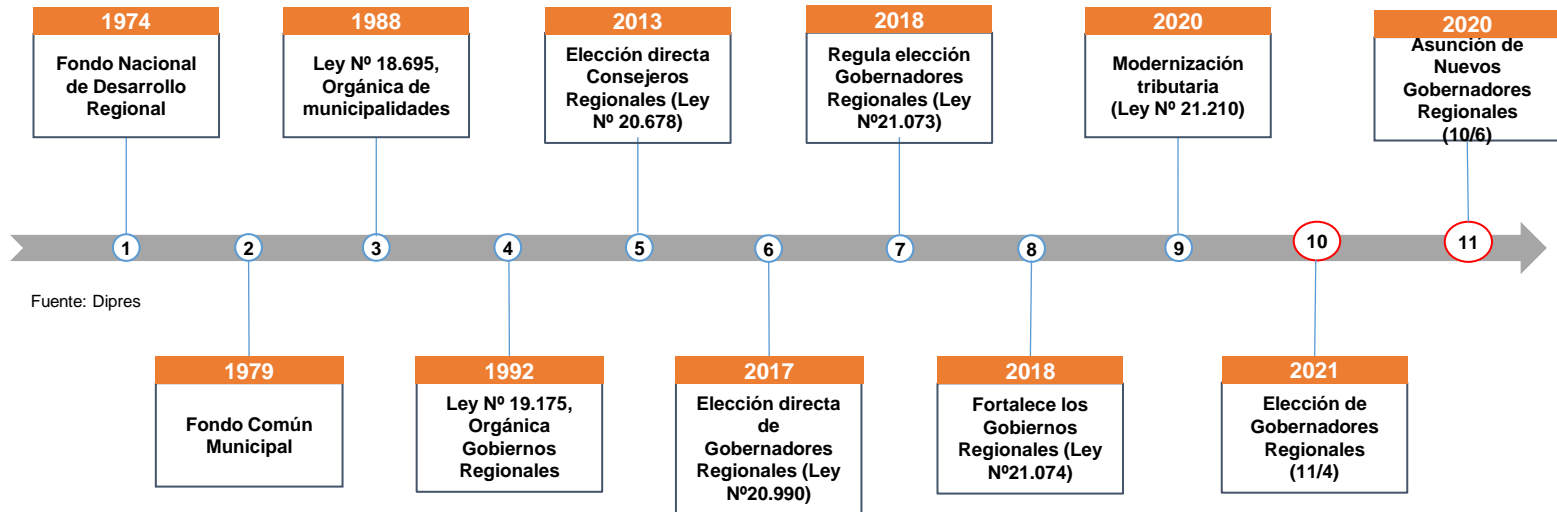 1974
Fondo Nacional
de Desarrollo
Regional
1988
Ley Nº 18.695,
Orgánica de
municipalidades
2013
Elección directa
Consejeros
Regionales (Ley
Nº 20.678)
2018
Regula elección
Gobernadores
Regionales (Ley
Nº21.073)
2020
Modernización
tributaria
(Ley Nº 21.210)
2020
Asunción de
Nuevos
Gobernadores
Regionales
(10/6)
1
2
3
4
5
6
7
8
9
10
11
Fuente: Dipres
1979
Fondo Común
Municipal
1992
Ley Nº 19.175,
Orgánica
Gobiernos
Regionales
2017
Elección directa
de
Gobernadores
Regionales (Ley
Nº20.990)
2018
Fortalece los
Gobiernos
Regionales (Ley
Nº21.074)
2021
Elección de
Gobernadores
Regionales
(11/4)